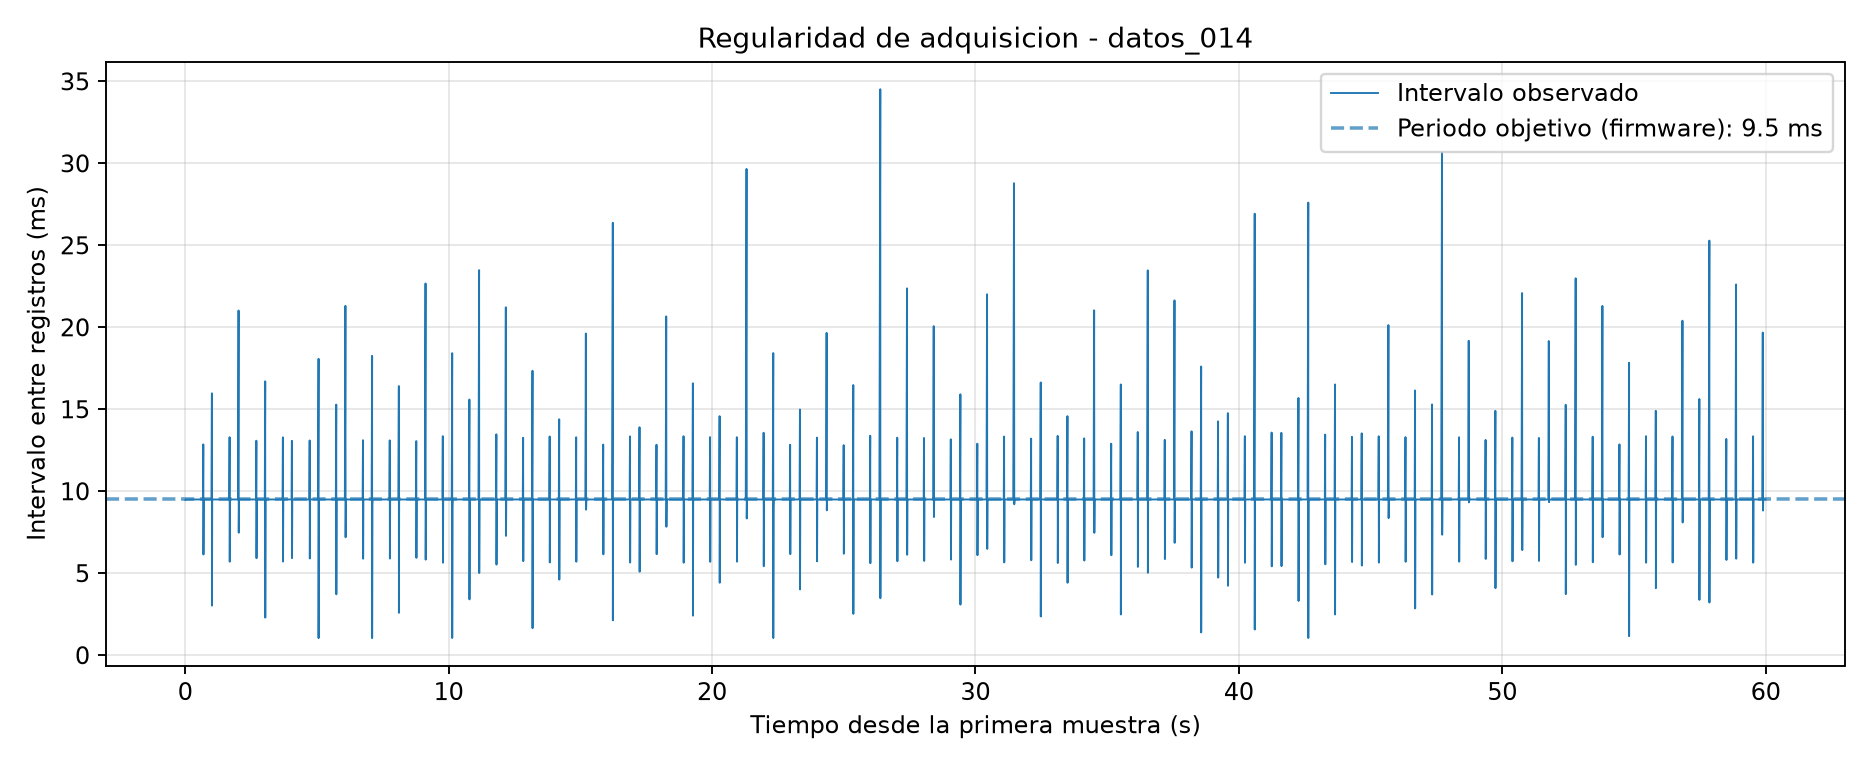 Regularidad de adquisicion - datos_014
Intervalo observado
Periodo objetivo (firmware): 9.5 ms
Intervalo entre registros (ms)
35
30
25
20
15
10
5
0
0 10 20 30 40 50 60
Tiempo desde la primera muestra (s)